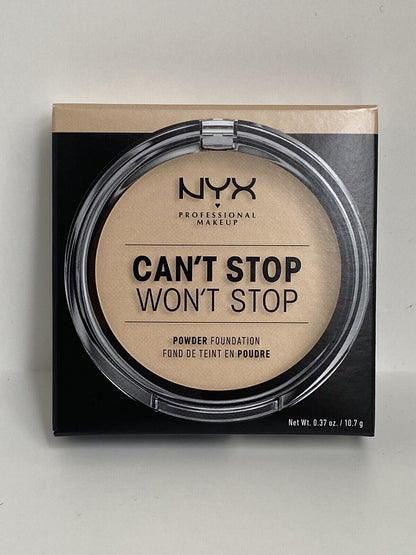 NYX
PROFESSIONAL
MAKEUP
CAN'T STOP
WON'T STOP
POWDER FOUNDATION
FOND DE TEINT EN POUDRE
Net Wt. 0.37 oz. / 10.7 g